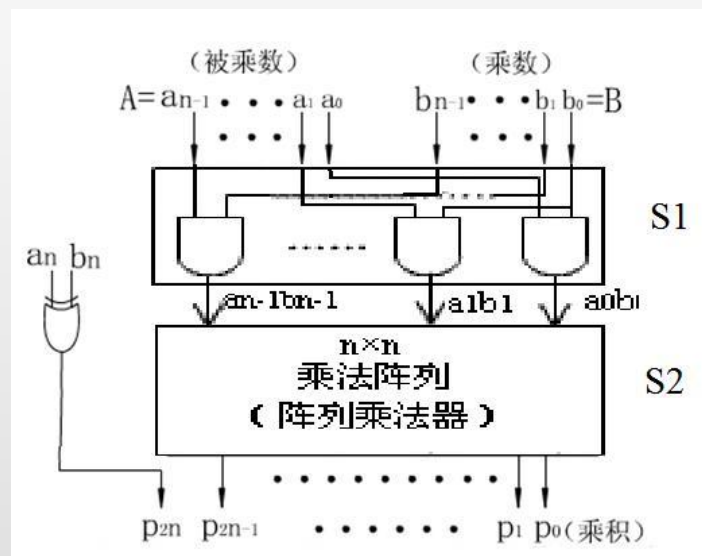 (被乘数) (乘数)
A=an-1 • • • a1 a0 bn-1 • • • b1 b0=B
S1
an bn
an-1bn-1 a1b1 a0b
n×n
乘法阵列
(阵列乘法器)
S2
p2n p2n-1 • • • • • • p1 p0(乘积)